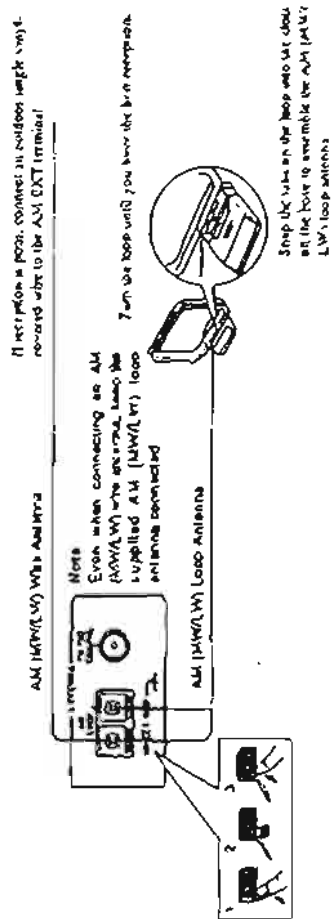 If reception is poor, connect an outdoor single vinyl-
covered wire to the AM EXT terminal
AM (MW/LW) Wire Antenna
Note
Even when connecting an AM
(MW/LW) wire antenna, keep the
supplied AM (MW/LW) loop
antenna connected
Turn the loop until you have the best reception.
AM (MW/LW) Loop Antenna
Snap the tabs on the loop into the slots
on the base to assemble the AM (MW/
LW) loop antenna
1
2
3